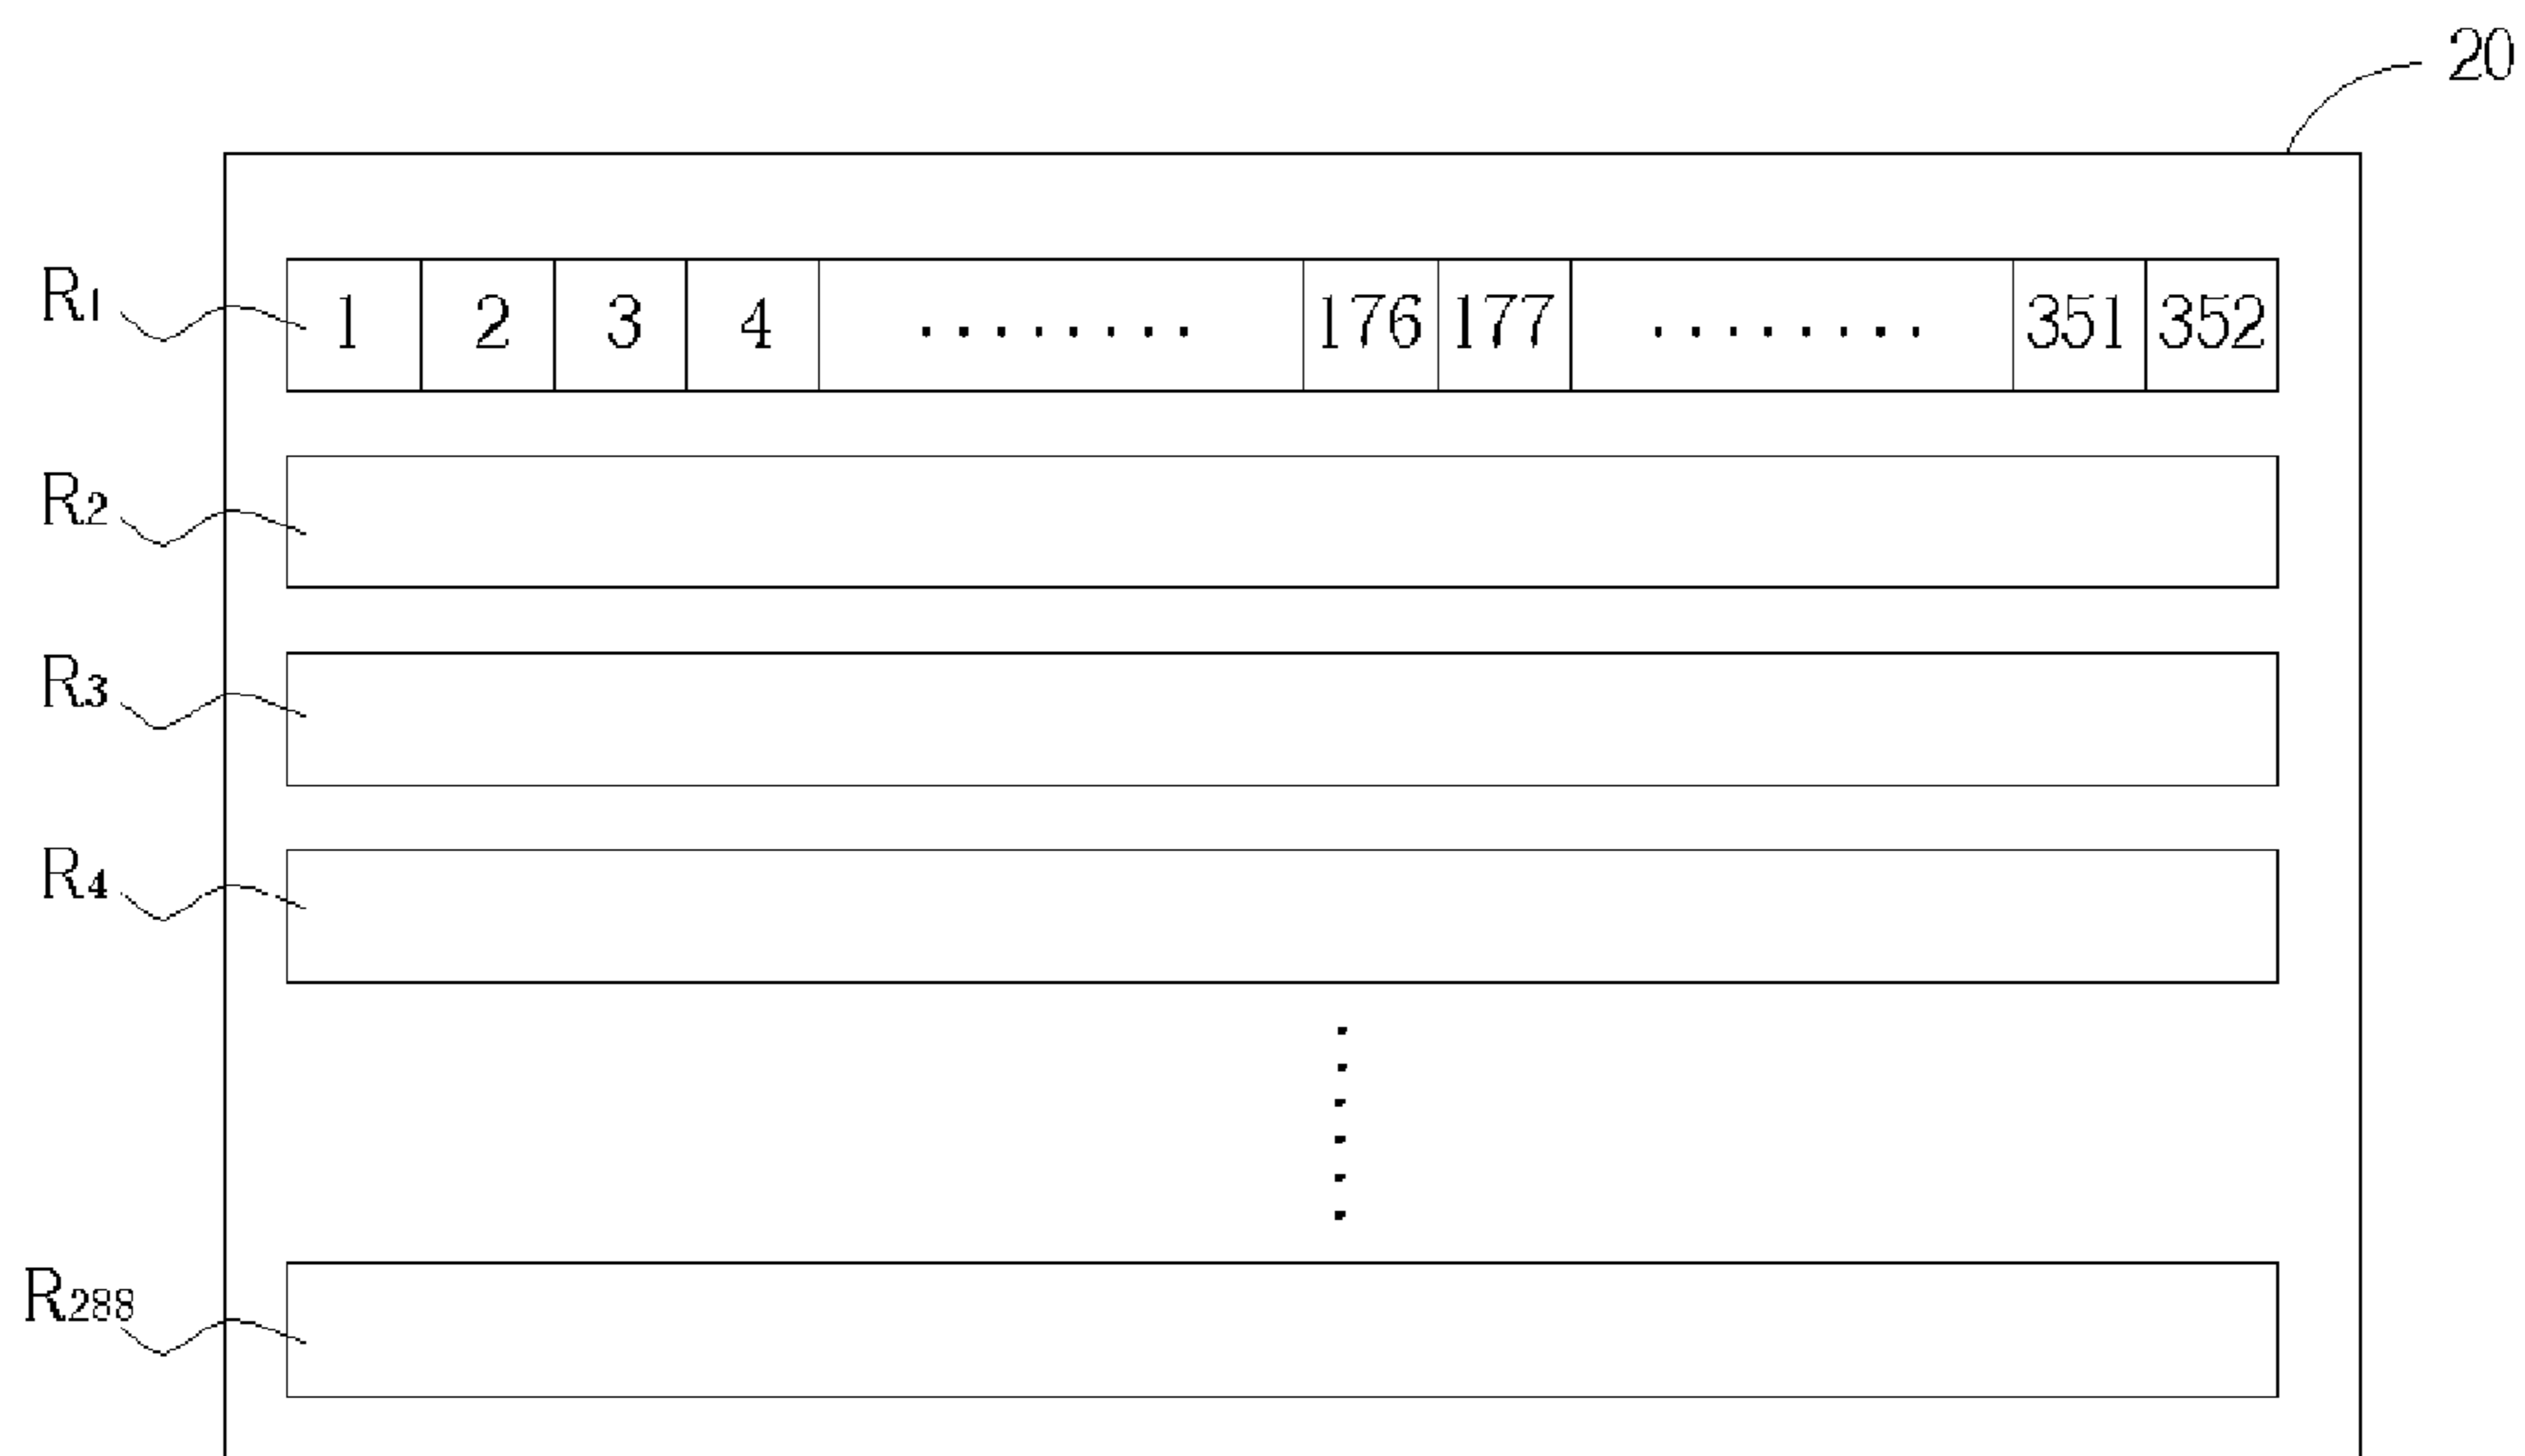 20
R1 1 2 3 4 ........ 176 177 ........ 351 352
R2
R3
R4
R288